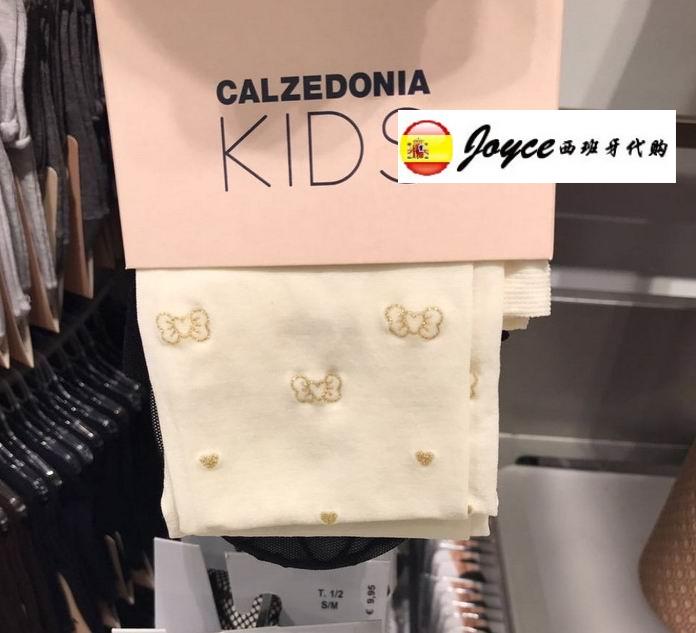 CALZEDONIA
KIDS
Joyce西班牙代购
T. 1/2
S/M
€ 9,95